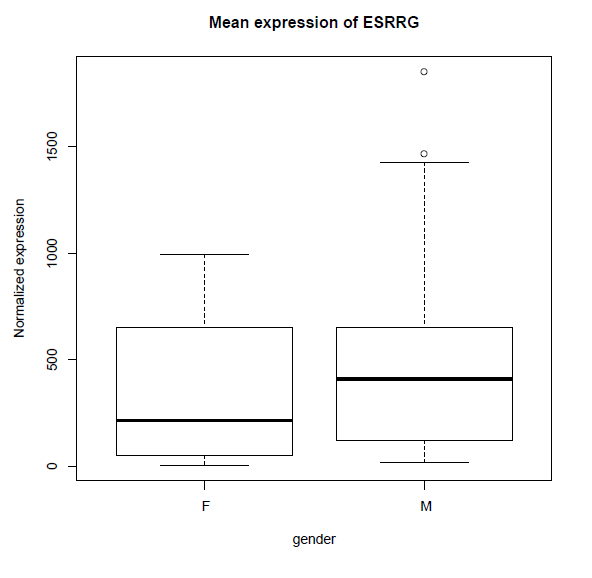 Mean expression of ESRRG
Normalized expression
1500
1000
500
0
F
M
gender